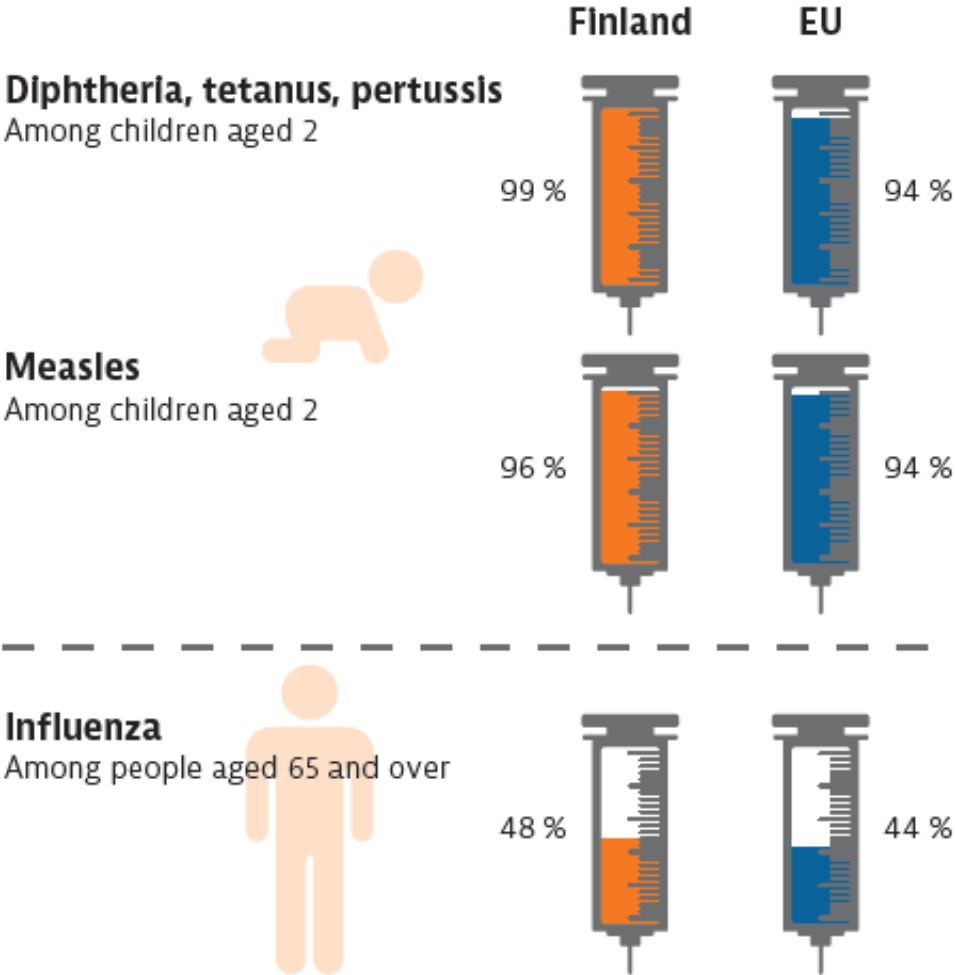 Finland EU
Diphtheria, tetanus, pertussis
Among children aged 2
99 % 94 %
Measles
Among children aged 2
96 % 94 %
Influenza
Among people aged 65 and over
48 % 44 %